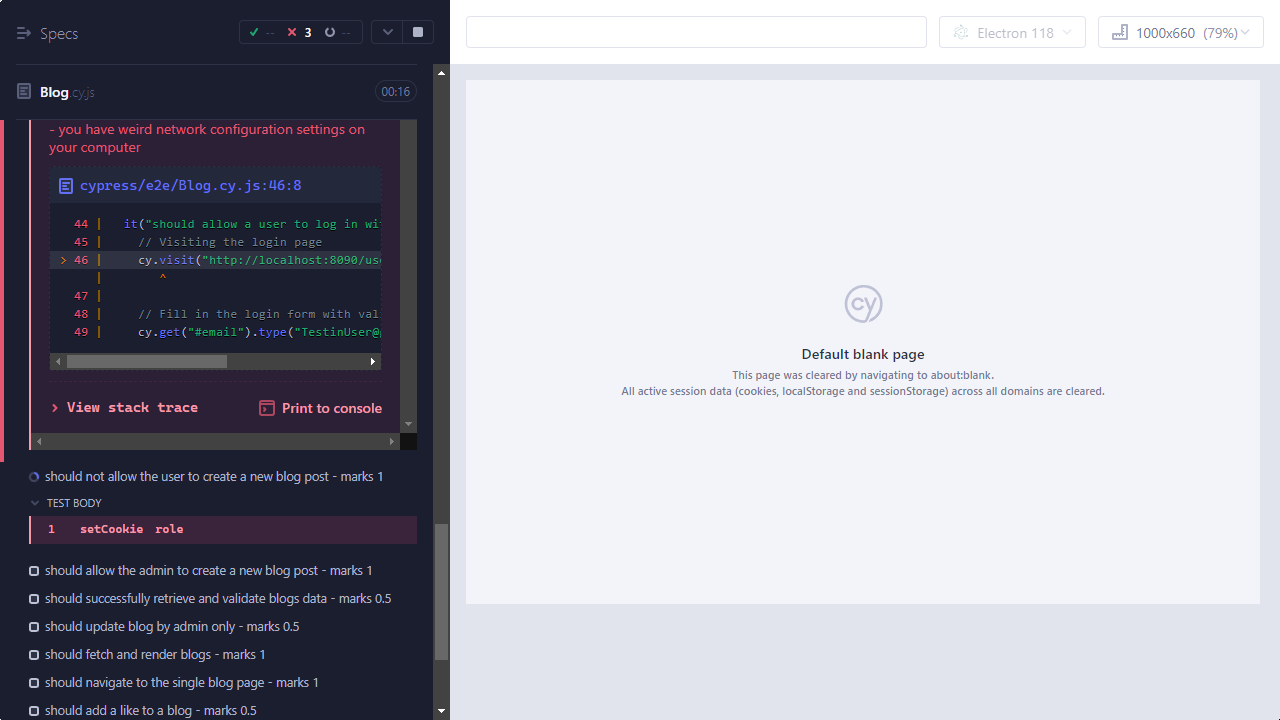 Specs
-- 3 --
Electron 118
1000x660 (79%)
Blog.cy.js
00:16
- you have weird network configuration settings on
your computer
cypress/e2e/Blog.cy.js:46:8
44 | it("should allow a user to log in wi
45 | // Visiting the login page
> 46 | cy.visit("http://localhost:8090/us
| ^
47 |
48 | // Fill in the login form with val
49 | cy.get("#email").type("TestinUser@
View stack trace
Print to console
should not allow the user to create a new blog post - marks 1
TEST BODY
1 setCookie role
should allow the admin to create a new blog post - marks 1
should successfully retrieve and validate blogs data - marks 0.5
should update blog by admin only - marks 0.5
should fetch and render blogs - marks 1
should navigate to the single blog page - marks 1
should add a like to a blog - marks 0.5
cy
Default blank page
This page was cleared by navigating to about:blank.
All active session data (cookies, localStorage and sessionStorage) across all domains are cleared.